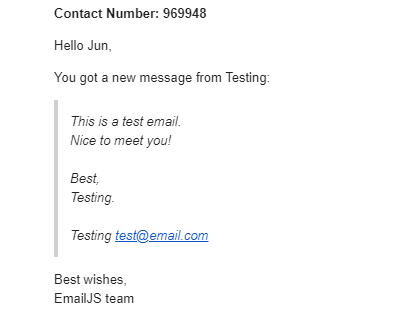 Contact Number: 969948
Hello Jun,
You got a new message from Testing:
This is a test email.
Nice to meet you!
Best,
Testing.
Testing test@email.com
Best wishes,
EmailJS team